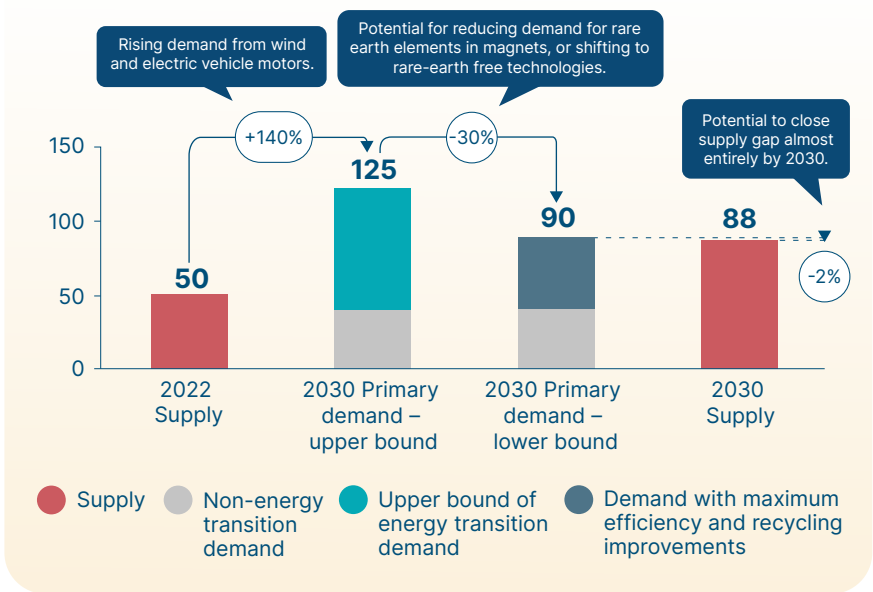 Rising demand from wind
and electric vehicle motors.
Potential for reducing demand for rare
earth elements in magnets, or shifting to
rare-earth free technologies.
Potential to close
supply gap almost
entirely by 2030.
+140%
-30%
-2%
150
100
50
0
50
125
90
88
2022
Supply
2030 Primary
demand –
upper bound
2030 Primary
demand –
lower bound
2030
Supply
Supply
Non-energy
transition
demand
Upper bound of
energy transition
demand
Demand with maximum
efficiency and recycling
improvements